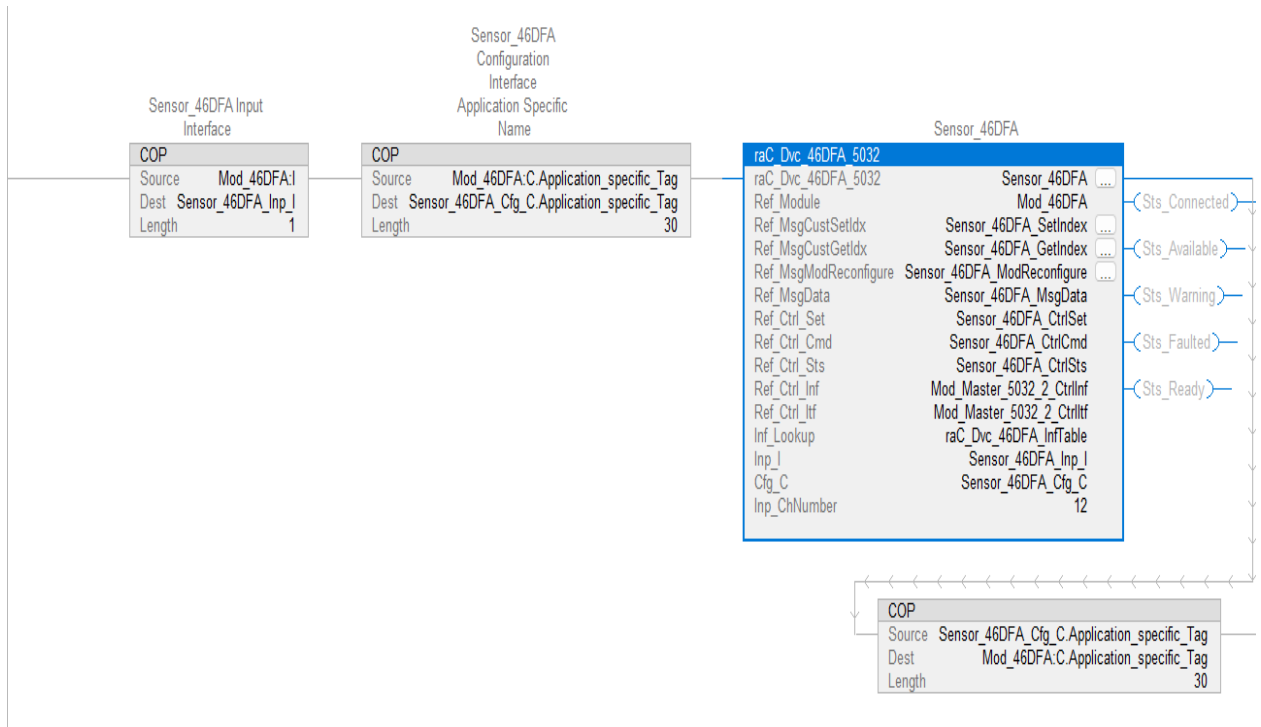 Sensor_46DFA Input
Interface
COP
Source Mod_46DFA:I
Dest Sensor_46DFA_Inp_I
Length 1
Sensor_46DFA
Configuration
Interface
Application Specific
Name
COP
Source Mod_46DFA:C.Application_specific_Tag
Dest Sensor_46DFA_Cfg_C.Application_specific_Tag
Length 30
Sensor_46DFA
raC_Dvc_46DFA_5032
raC_Dvc_46DFA_5032 Sensor_46DFA ...
Ref_Module Mod_46DFA (Sts_Connected)
Ref_MsgCustSetIdx Sensor_46DFA_SetIndex ...
Ref_MsgCustGetIdx Sensor_46DFA_GetIndex ... (Sts_Available)
Ref_MsgModReconfigure Sensor_46DFA_ModReconfigure ...
Ref_MsgData Sensor_46DFA_MsgData (Sts_Warning)
Ref_Ctrl_Set Sensor_46DFA_CtrlSet
Ref_Ctrl_Cmd Sensor_46DFA_CtrlCmd (Sts_Faulted)
Ref_Ctrl_Sts Sensor_46DFA_CtrlSts
Ref_Ctrl_Inf Mod_Master_5032_2_CtrlInf (Sts_Ready)
Ref_Ctrl_Itf Mod_Master_5032_2_CtrlItf
Inf_Lookup raC_Dvc_46DFA_InfTable
Inp_I Sensor_46DFA_Inp_I
Cfg_C Sensor_46DFA_Cfg_C
Inp_ChNumber 12
COP
Source Sensor_46DFA_Cfg_C.Application_specific_Tag
Dest Mod_46DFA:C.Application_specific_Tag
Length 30